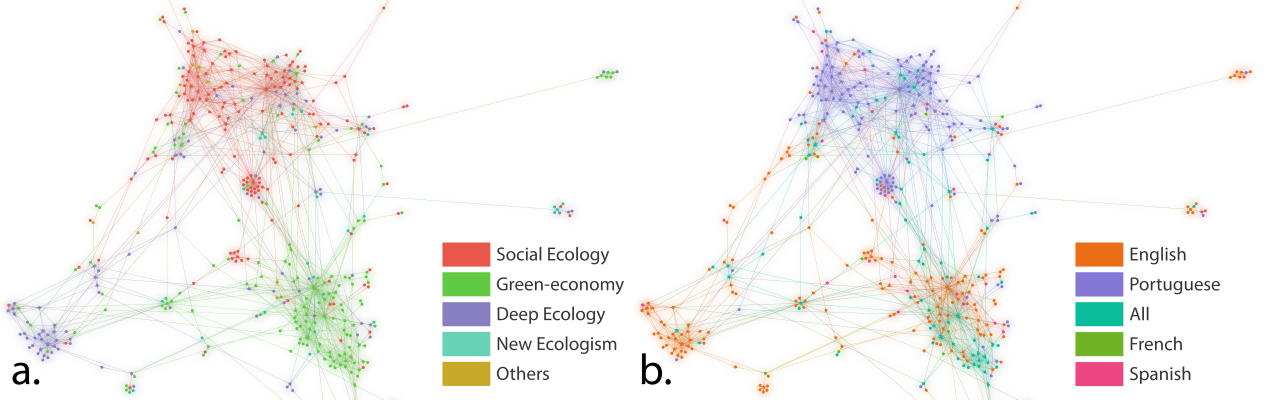 a.
Social Ecology
Green-economy
Deep Ecology
New Ecologism
Others
b.
English
Portuguese
All
French
Spanish